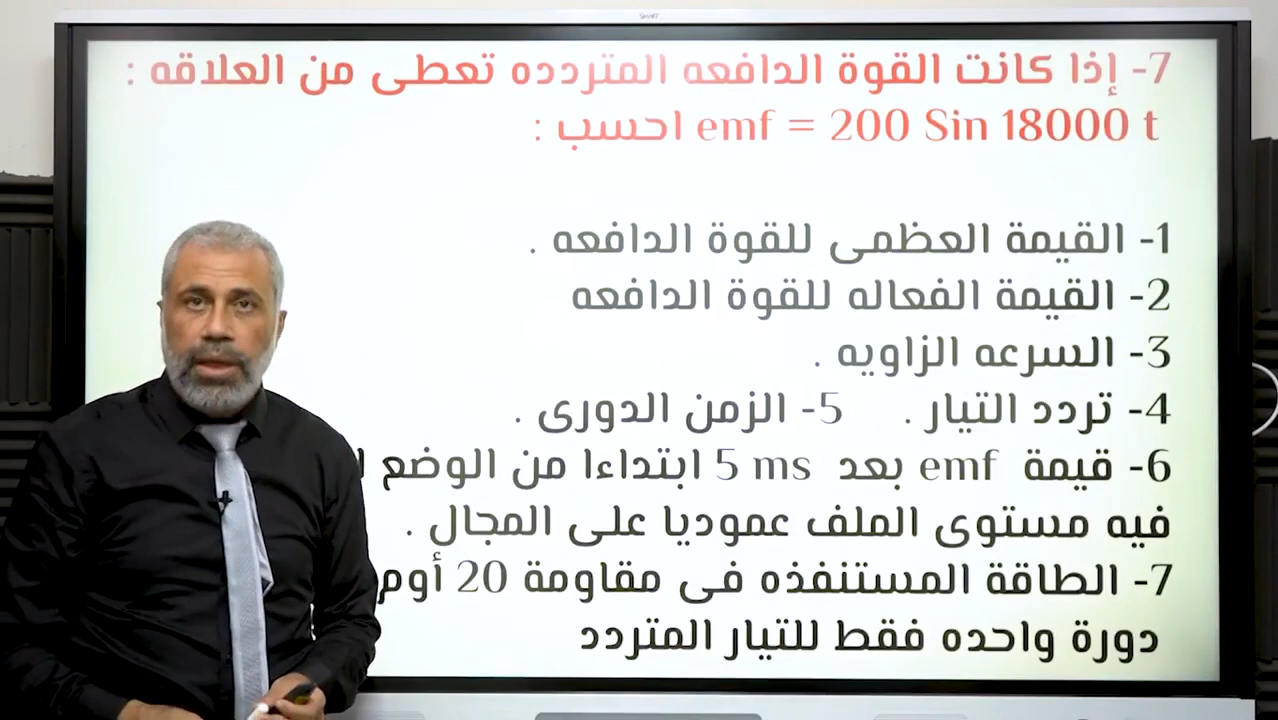 SMART
7- إذا كانت القوة الدافعه المتردده تعطى من العلاقه :
emf = 200 Sin 18000 t احسب :
1- القيمة العظمى للقوة الدافعه .
2- القيمة الفعاله للقوة الدافعه
3- السرعه الزاويه .
4- تردد التيار . 5- الزمن الدورى .
6- قيمة emf بعد 5 ms ابتداءا من الوضع
فيه مستوى الملف عموديا على المجال .
7- الطاقة المستنفذه فى مقاومة 20 أوم
دورة واحده فقط للتيار المتردد